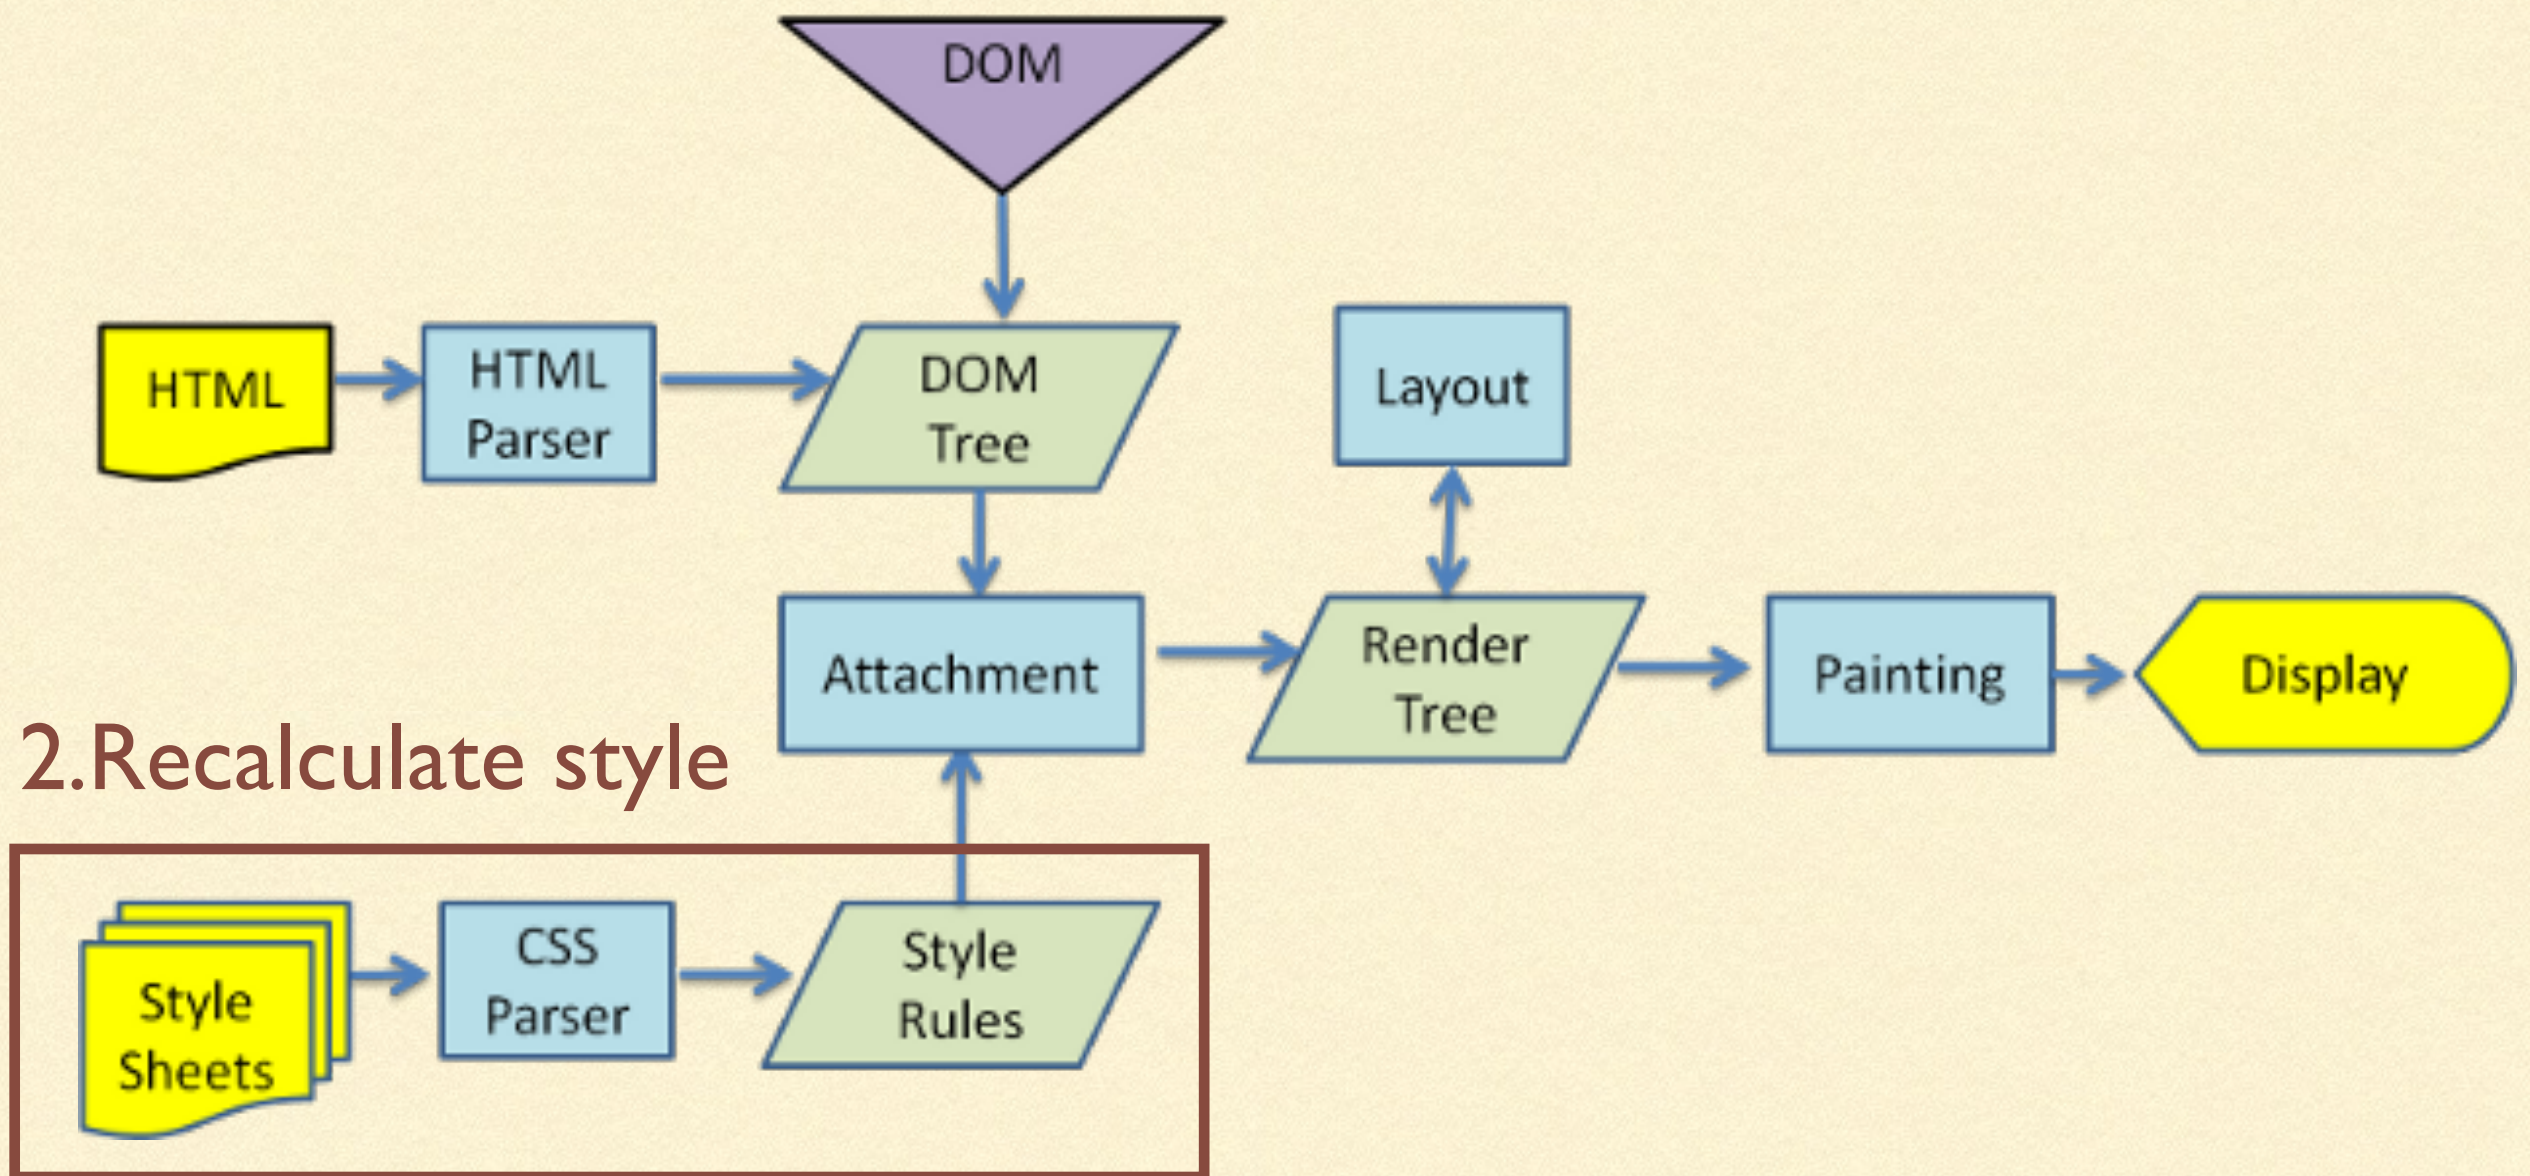 DOM
HTML
HTML
Parser
DOM
Tree
Layout
Attachment
Render
Tree
Painting
Display
2.Recalculate style
Style
Sheets
CSS
Parser
Style
Rules